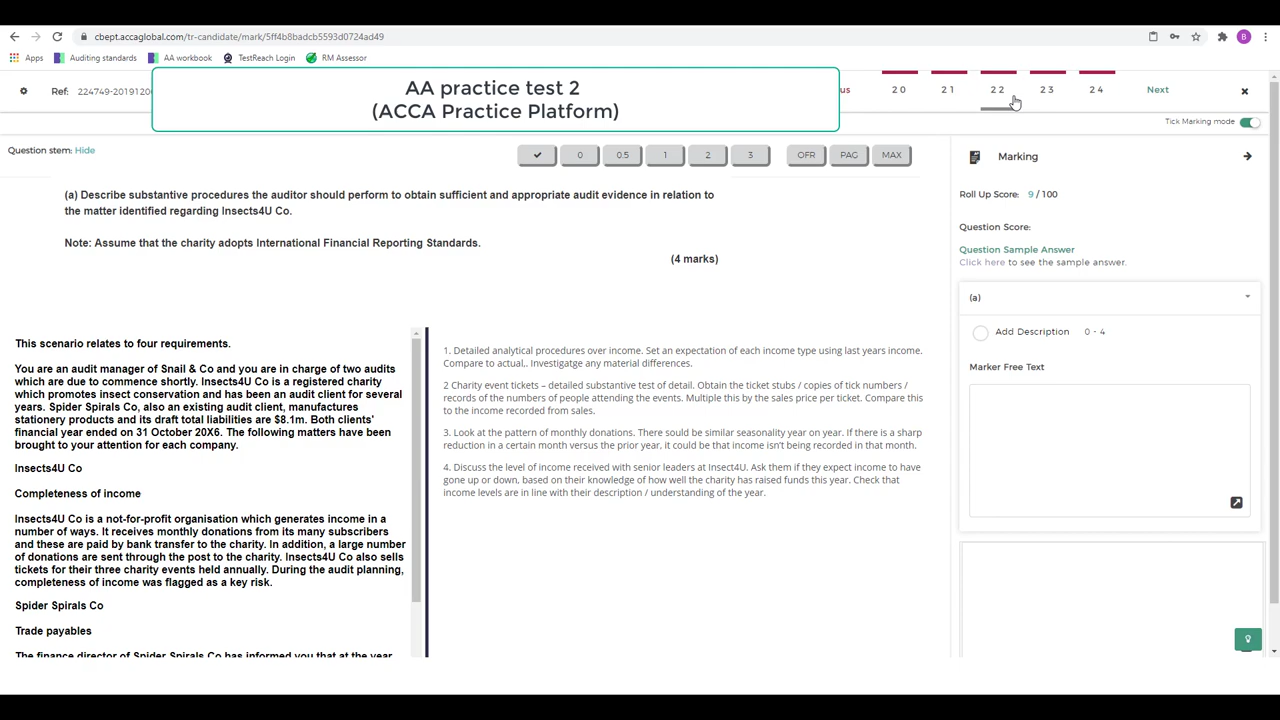 cbept.accaglobal.com/tr-candidate/mark/5ff4b8badcb5593d0724ad49
B
Apps
Auditing standards
AA workbook
TestReach Login
RM Assessor
AA practice test 2
(ACCA Practice Platform)
Ref: 224749-2019120
us
20
21
22
23
24
Next
Tick Marking mode
Question stem: Hide
0
0.5
1
2
3
OFR
PAG
MAX
(a) Describe substantive procedures the auditor should perform to obtain sufficient and appropriate audit evidence in relation to
the matter identified regarding Insects4U Co.
Note: Assume that the charity adopts International Financial Reporting Standards.
(4 marks)
This scenario relates to four requirements.
You are an audit manager of Snail & Co and you are in charge of two audits
which are due to commence shortly. Insects4U Co is a registered charity
which promotes insect conservation and has been an audit client for several
years. Spider Spirals Co, also an existing audit client, manufactures
stationery products and its draft total liabilities are $8.1m. Both clients'
financial year ended on 31 October 20X6. The following matters have been
brought to your attention for each company.
Insects4U Co
Completeness of income
Insects4U Co is a not-for-profit organisation which generates income in a
number of ways. It receives monthly donations from its many subscribers
and these are paid by bank transfer to the charity. In addition, a large number
of donations are sent through the post to the charity. Insects4U Co also sells
tickets for their three charity events held annually. During the audit planning,
completeness of income was flagged as a key risk.
Spider Spirals Co
Trade payables
The finance director of Spider Spirals Co has informed you that at the year
1. Detailed analytical procedures over income. Set an expectation of each income type using last years income.
Compare to actual,. Investigatge any material differences.
2 Charity event tickets – detailed substantive test of detail. Obtain the ticket stubs / copies of tick numbers /
records of the numbers of people attending the events. Multiple this by the sales price per ticket. Compare this
to the income recorded from sales.
3. Look at the pattern of monthly donations. There sould be similar seasonality year on year. If there is a sharp
reduction in a certain month versus the prior year, it could be that income isn't being recorded in that month.
4. Discuss the level of income received with senior leaders at Insect4U. Ask them if they expect income to have
gone up or down, based on their knowledge of how well the charity has raised funds this year. Check that
income levels are in line with their description / understanding of the year.
Marking
Roll Up Score: 9 / 100
Question Score:
Question Sample Answer
Click here to see the sample answer.
(a)
Add Description 0 - 4
Marker Free Text